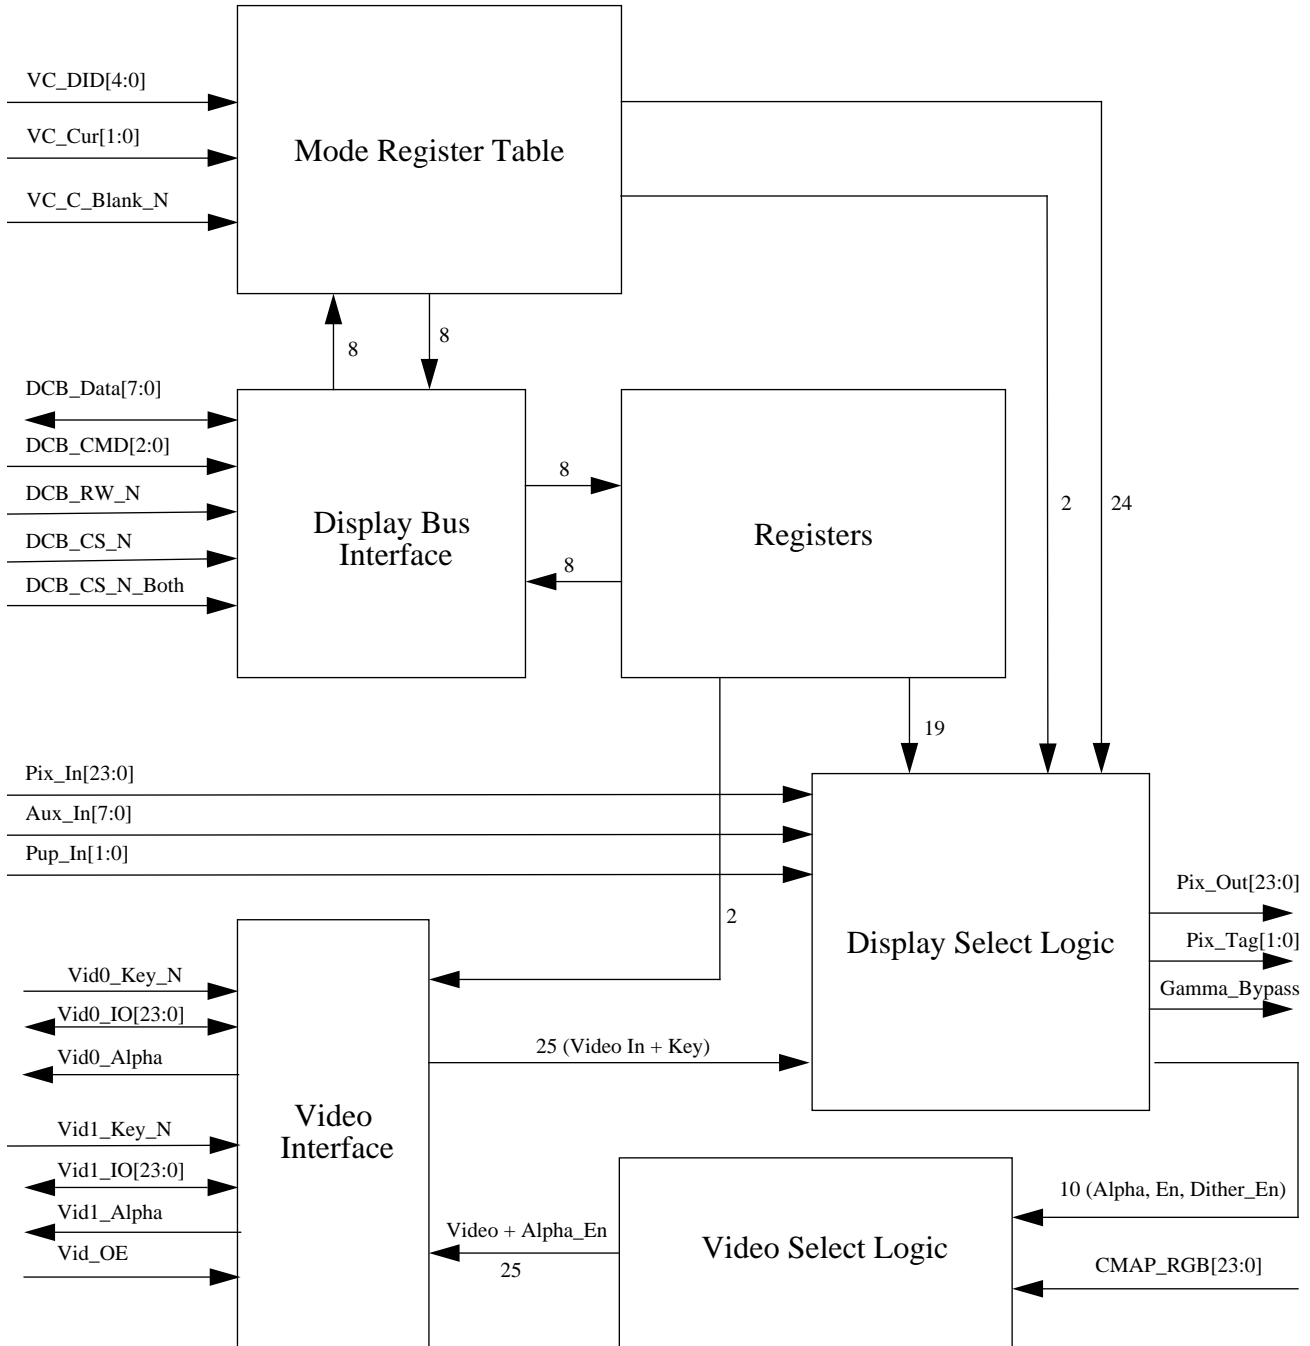 VC_DID[4:0]
VC_Cur[1:0]
Mode Register Table
VC_C_Blank_N
8
8
DCB_Data[7:0]
DCB_CMD[2:0]
DCB_RW_N
DCB_CS_N
DCB_CS_N_Both
Display Bus
Interface
8
8
Registers
2
24
19
Pix_In[23:0]
Aux_In[7:0]
Pup_In[1:0]
2
Display Select Logic
Pix_Out[23:0]
Pix_Tag[1:0]
Gamma_Bypass
Vid0_Key_N
Vid0_IO[23:0]
Vid0_Alpha
25 (Video In + Key)
Video
Interface
Vid1_Key_N
Vid1_IO[23:0]
Vid1_Alpha
Vid_OE
Video + Alpha_En
25
Video Select Logic
10 (Alpha, En, Dither_En)
CMAP_RGB[23:0]